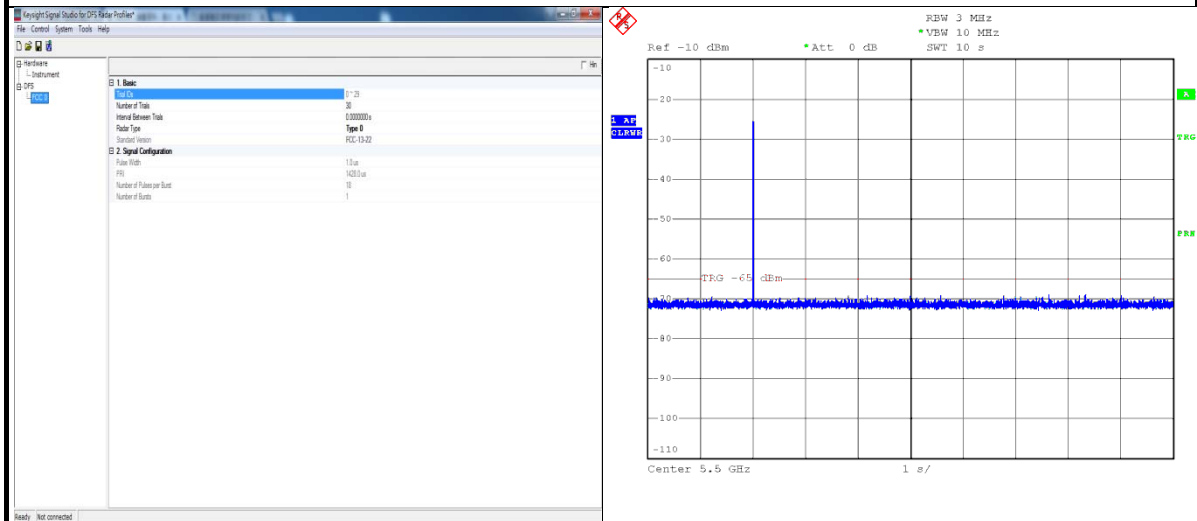 Keysight Signal Studio for DFS Radar Profiles*
File Control System Tools Help
Hardware
Instrument
DFS
FCC 0
1. Basic
Trial IDs 0 ~ 29
Number of Trials 30
Interval Between Trials 0.0000000 s
Radar Type Type 0
Standard Version FCC-13-22
2. Signal Configuration
Pulse Width 1.0 us
PRI 1428.0 us
Number of Pulses per Burst 18
Number of Bursts 1
Ready Not connected
R S
RBW 3 MHz
*VBW 10 MHz
Ref -10 dBm *Att 0 dB SWT 10 s
-10
-20
A
1 AP
CLRWR
TRG
-30
-40
-50
PRN
-60
TRG -65 dBm
-70
-80
-90
-100
-110
Center 5.5 GHz 1 s/